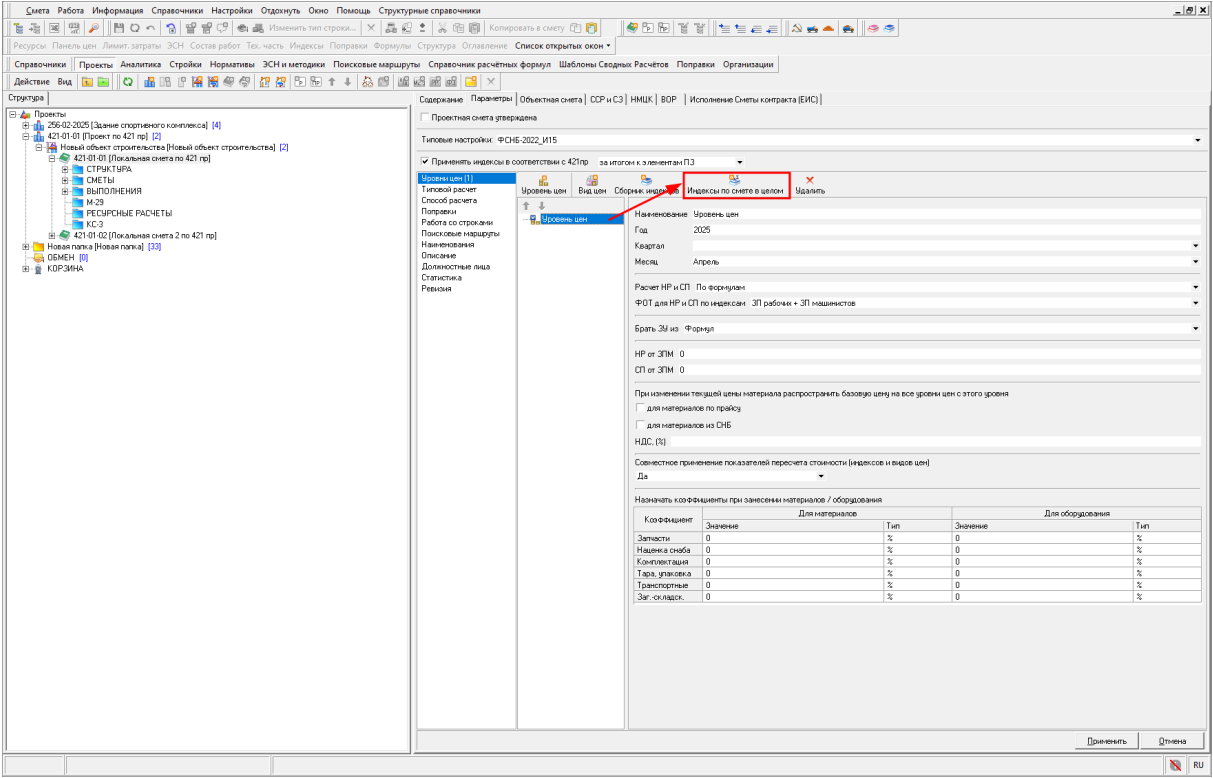 Смета Работа Информация Справочники Настройки Отдохнуть Окно Помощь Структурные справочники
Изменить тип строки... Копировать в смету
Ресурсы Панель цен Лимит. затраты ЭСН Состав работ Тех. часть Индексы Поправки Формулы Структура Оглавление Список открытых окон
Справочники Проекты Аналитика Стройки Нормативы ЭСН и методики Поисковые маршруты Справочник расчётных формул Шаблоны Сводных Расчётов Поправки Организации
Действие Вид
Структура
Проекты
256-02-2025 [Здание спортивного комплекса] [4]
421-01-01 [Проект по 421 пр] [2]
Новый объект строительства [Новый объект строительства] [2]
421-01-01 [Локальная смета по 421 пр]
СТРУКТУРА
СМЕТЫ
ВЫПОЛНЕНИЯ
М-29
РЕСУРСНЫЕ РАСЧЕТЫ
КС-3
421-01-02 [Локальная смета 2 по 421 пр]
Новая папка [Новая папка] [33]
ОБМЕН [0]
КОРЗИНА
Содержание Параметры Объектная смета ССР и СЗ НМЦК ВОР Исполнение Сметы контракта (ЕИС)
Проектная смета утверждена
Типовые настройки: ФСНБ-2022_И15
Применять индексы в соответствии с 421пр за итогом к элементам ПЗ
Уровни цен (1)
Типовой расчет
Способ расчета
Поправки
Работа со строками
Поисковые маршруты
Наименования
Описание
Должностные лица
Статистика
Ревизия
Уровень цен Вид цен Сборник индексов Индексы по смете в целом Удалить
Уровень цен
Наименование Уровень цен
Год 2025
Квартал
Месяц Апрель
Расчет НР и СП По формулам
ФОТ для НР и СП по индексам ЗП рабочих + ЗП машинистов
Брать ЗУ из Формул
НР от ЗПМ 0
СП от ЗПМ 0
При изменении текущей цены материала распространить базовую цену на все уровни цен с этого уровня
для материалов по прайсу
для материалов из СНБ
НДС, (%)
Совместное применение показателей пересчета стоимости (индексов и видов цен)
Да
Назначать коэффициенты при занесении материалов / оборудования
Коэффициент Для материалов Для оборудования
Значение Тип Значение Тип
Запчасти 0 % 0 %
Наценка снаба 0 % 0 %
Комплектация 0 % 0 %
Тара, упаковка 0 % 0 %
Транспортные 0 % 0 %
Заг.-складск. 0 % 0 %
Применить Отмена
RU